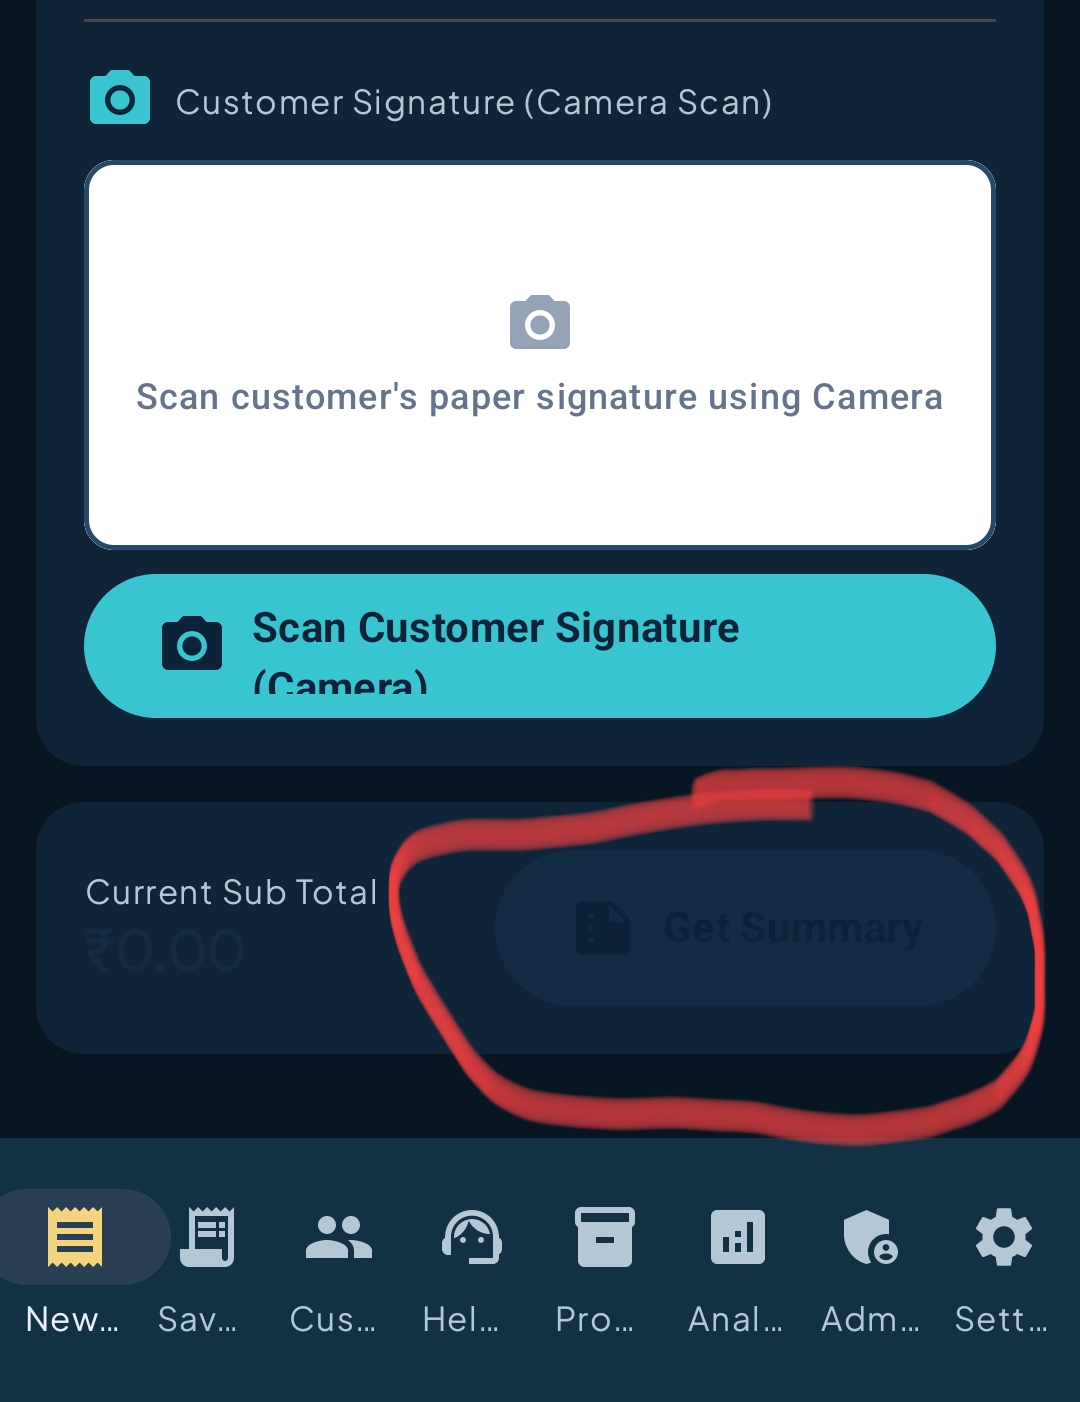 Customer Signature (Camera Scan)
Scan customer's paper signature using Camera
Scan Customer Signature
(Camera)
Current Sub Total
₹0.00
Get Summary
New...
Sav...
Cus...
Hel...
Pro...
Anal...
Adm...
Sett...